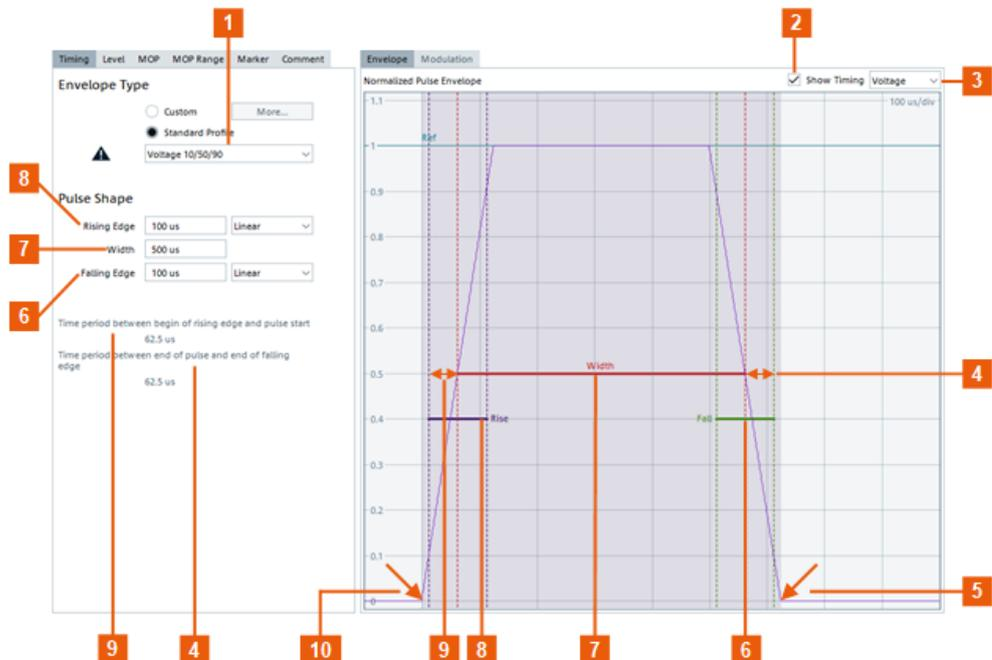 1
2
Timing Level MOP MOP Range Marker Comment
Envelope Modulation
Envelope Type
Normalized Pulse Envelope
Show Timing
Voltage
3
Custom
More...
1.1
100 us/div
Standard Profile
Ref
1
Voltage 10/50/90
8
0.9
Pulse Shape
Rising Edge 100 us Linear
0.8
7
Width 500 us
Falling Edge 100 us Linear
0.7
6
Time period between begin of rising edge and pulse start
62.5 us
0.6
Time period between end of pulse and end of falling
edge
62.5 us
Width
0.5
4
0.4
Rise
Fall
0.3
0.2
0.1
0
5
9
4
10
9
8
7
6